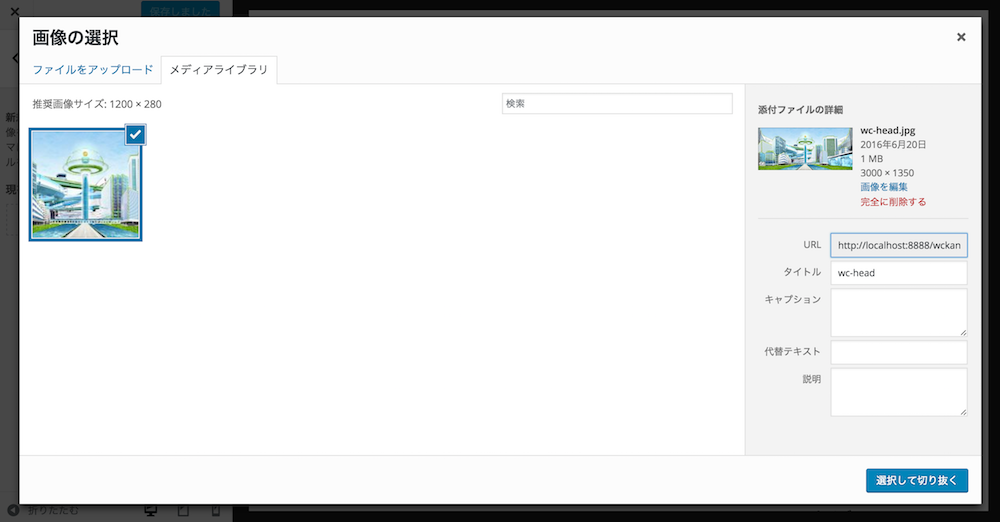 保存しました
画像の選択
ファイルをアップロード
メディアライブラリ
推奨画像サイズ: 1200 × 280
検索
添付ファイルの詳細
wc-head.jpg
2016年6月20日
1 MB
3000 × 1350
画像を編集
完全に削除する
URL
http://localhost:8888/wckan
タイトル
wc-head
キャプション
代替テキスト
説明
選択して切り抜く
折りたたむ